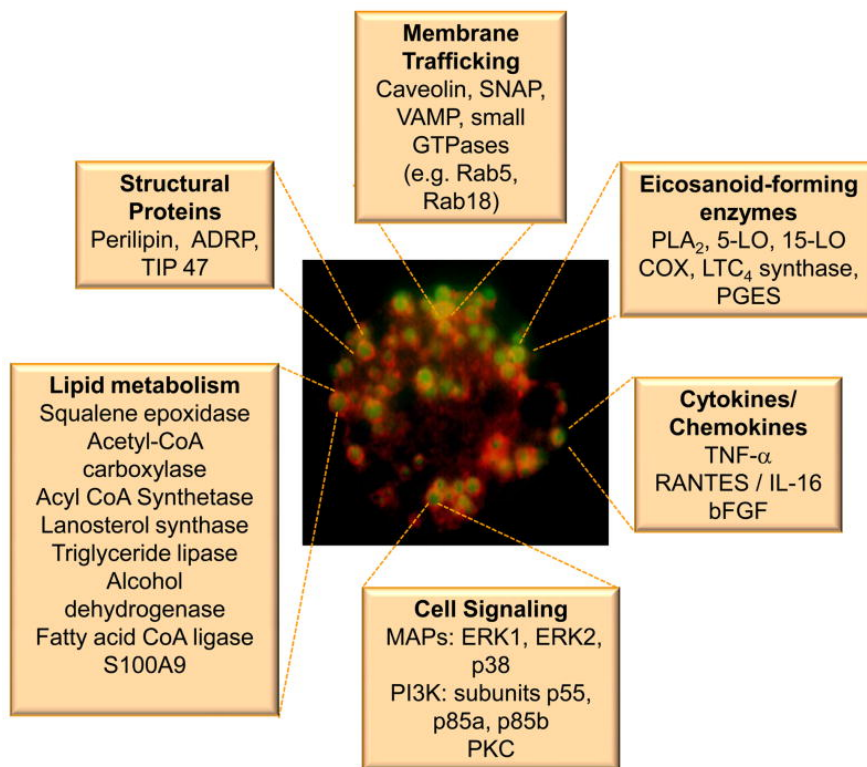 Membrane
Trafficking
Caveolin, SNAP,
VAMP, small
GTPases
(e.g. Rab5,
Rab18)
Structural
Proteins
Perilipin, ADRP,
TIP 47
Eicosanoid-forming
enzymes
PLA₂, 5-LO, 15-LO
COX, LTC₄ synthase,
PGES
Lipid metabolism
Squalene epoxidase
Acetyl-CoA
carboxylase
Acyl CoA Synthetase
Lanosterol synthase
Triglyceride lipase
Alcohol
dehydrogenase
Fatty acid CoA ligase
S100A9
Cytokines/
Chemokines
TNF-α
RANTES / IL-16
bFGF
Cell Signaling
MAPs: ERK1, ERK2,
p38
PI3K: subunits p55,
p85a, p85b
PKC